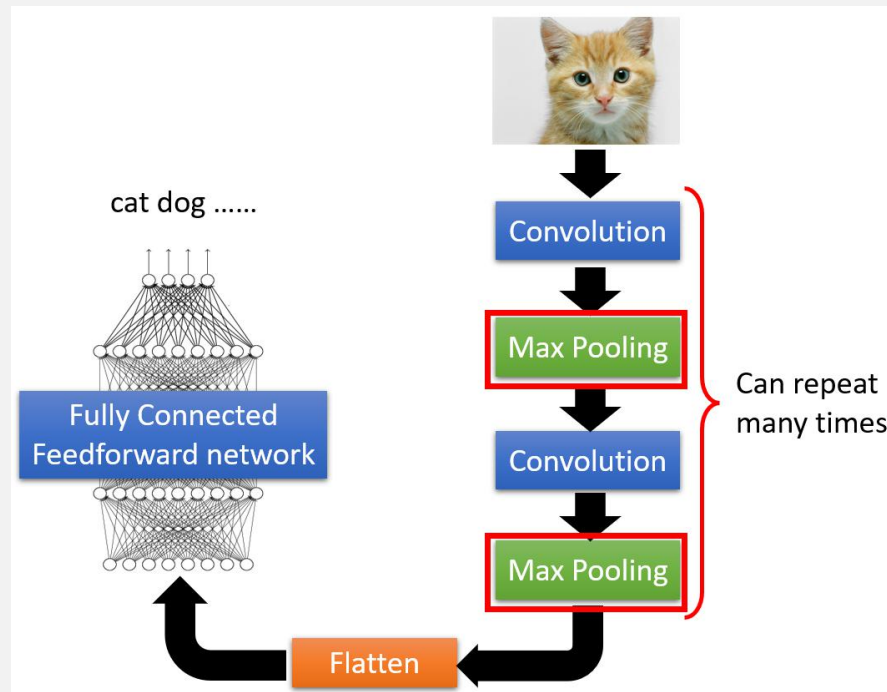 Convolution
Max Pooling
Convolution
Max Pooling
Can repeat
many times
Flatten
Fully Connected
Feedforward network
cat dog ……